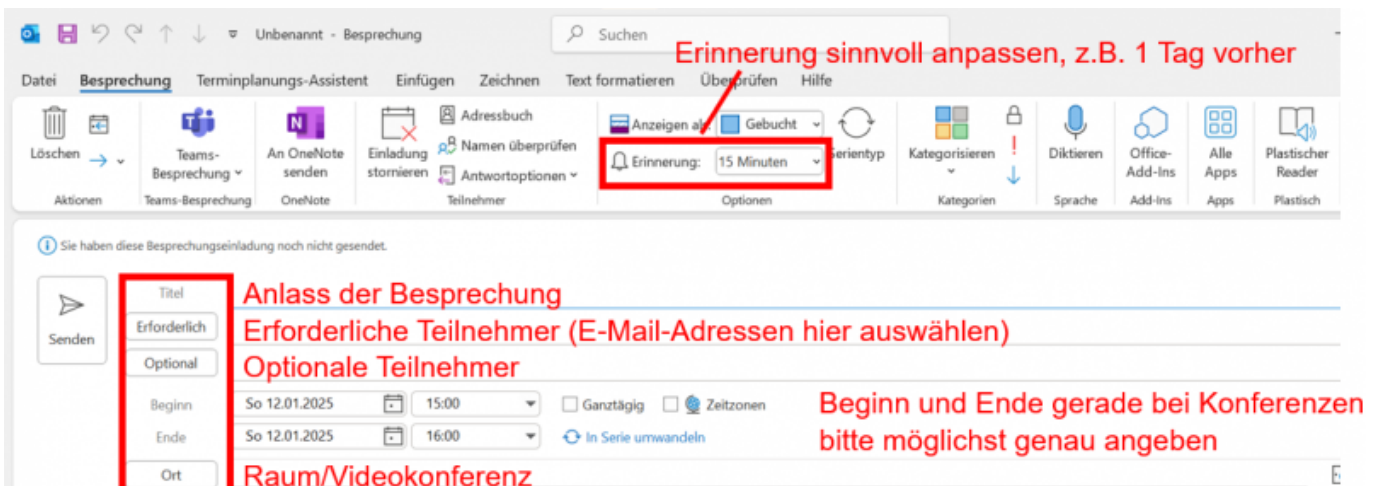 Unbenannt - Besprechung
Suchen
Erinnerung sinnvoll anpassen, z.B. 1 Tag vorher
Datei Besprechung Terminplanungs-Assistent Einfügen Zeichnen Text formatieren Überprüfen Hilfe
Löschen
Teams-
Besprechung
An OneNote
senden
Einladung
stornieren
Adressbuch
Namen überprüfen
Antwortoptionen
Anzeigen als: Gebucht
Erinnerung: 15 Minuten
Serientyp
Kategorisieren
Diktieren
Office-
Add-Ins
Alle
Apps
Plastischer
Reader
Aktionen Teams-Besprechung OneNote Teilnehmer Optionen Kategorien Sprache Add-Ins Apps Plastisch
Sie haben diese Besprechungseinladung noch nicht gesendet.
Senden
Titel Anlass der Besprechung
Erforderlich Erforderliche Teilnehmer (E-Mail-Adressen hier auswählen)
Optional Optionale Teilnehmer
Beginn So 12.01.2025 15:00 Ganztägig Zeitzonen
Ende So 12.01.2025 16:00 In Serie umwandeln
Beginn und Ende gerade bei Konferenzen
bitte möglichst genau angeben
Ort Raum/Videokonferenz